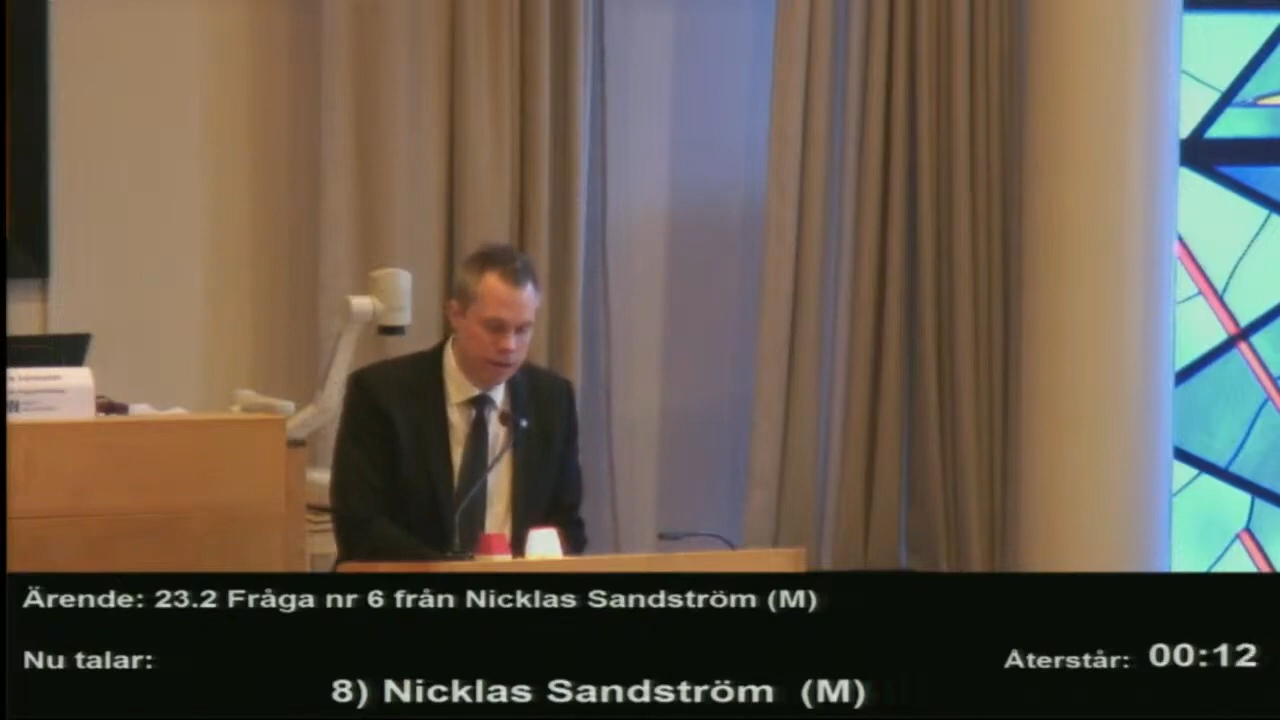 Ärende: 23.2 Fråga nr 6 från Nicklas Sandström (M)
Nu talar:
Återstår: 00:12
8) Nicklas Sandström (M)